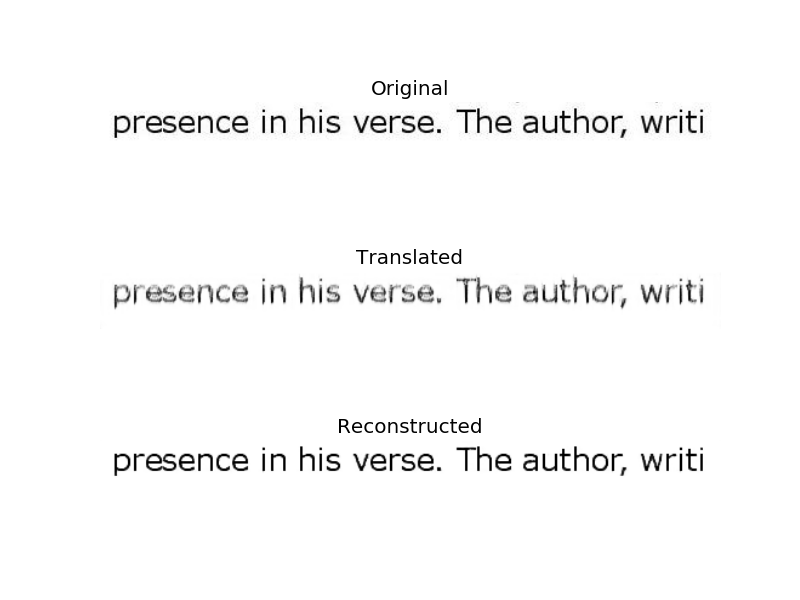 Original
presence in his verse. The author, writi
Translated
presence in his verse. The author, writi
Reconstructed
presence in his verse. The author, writi